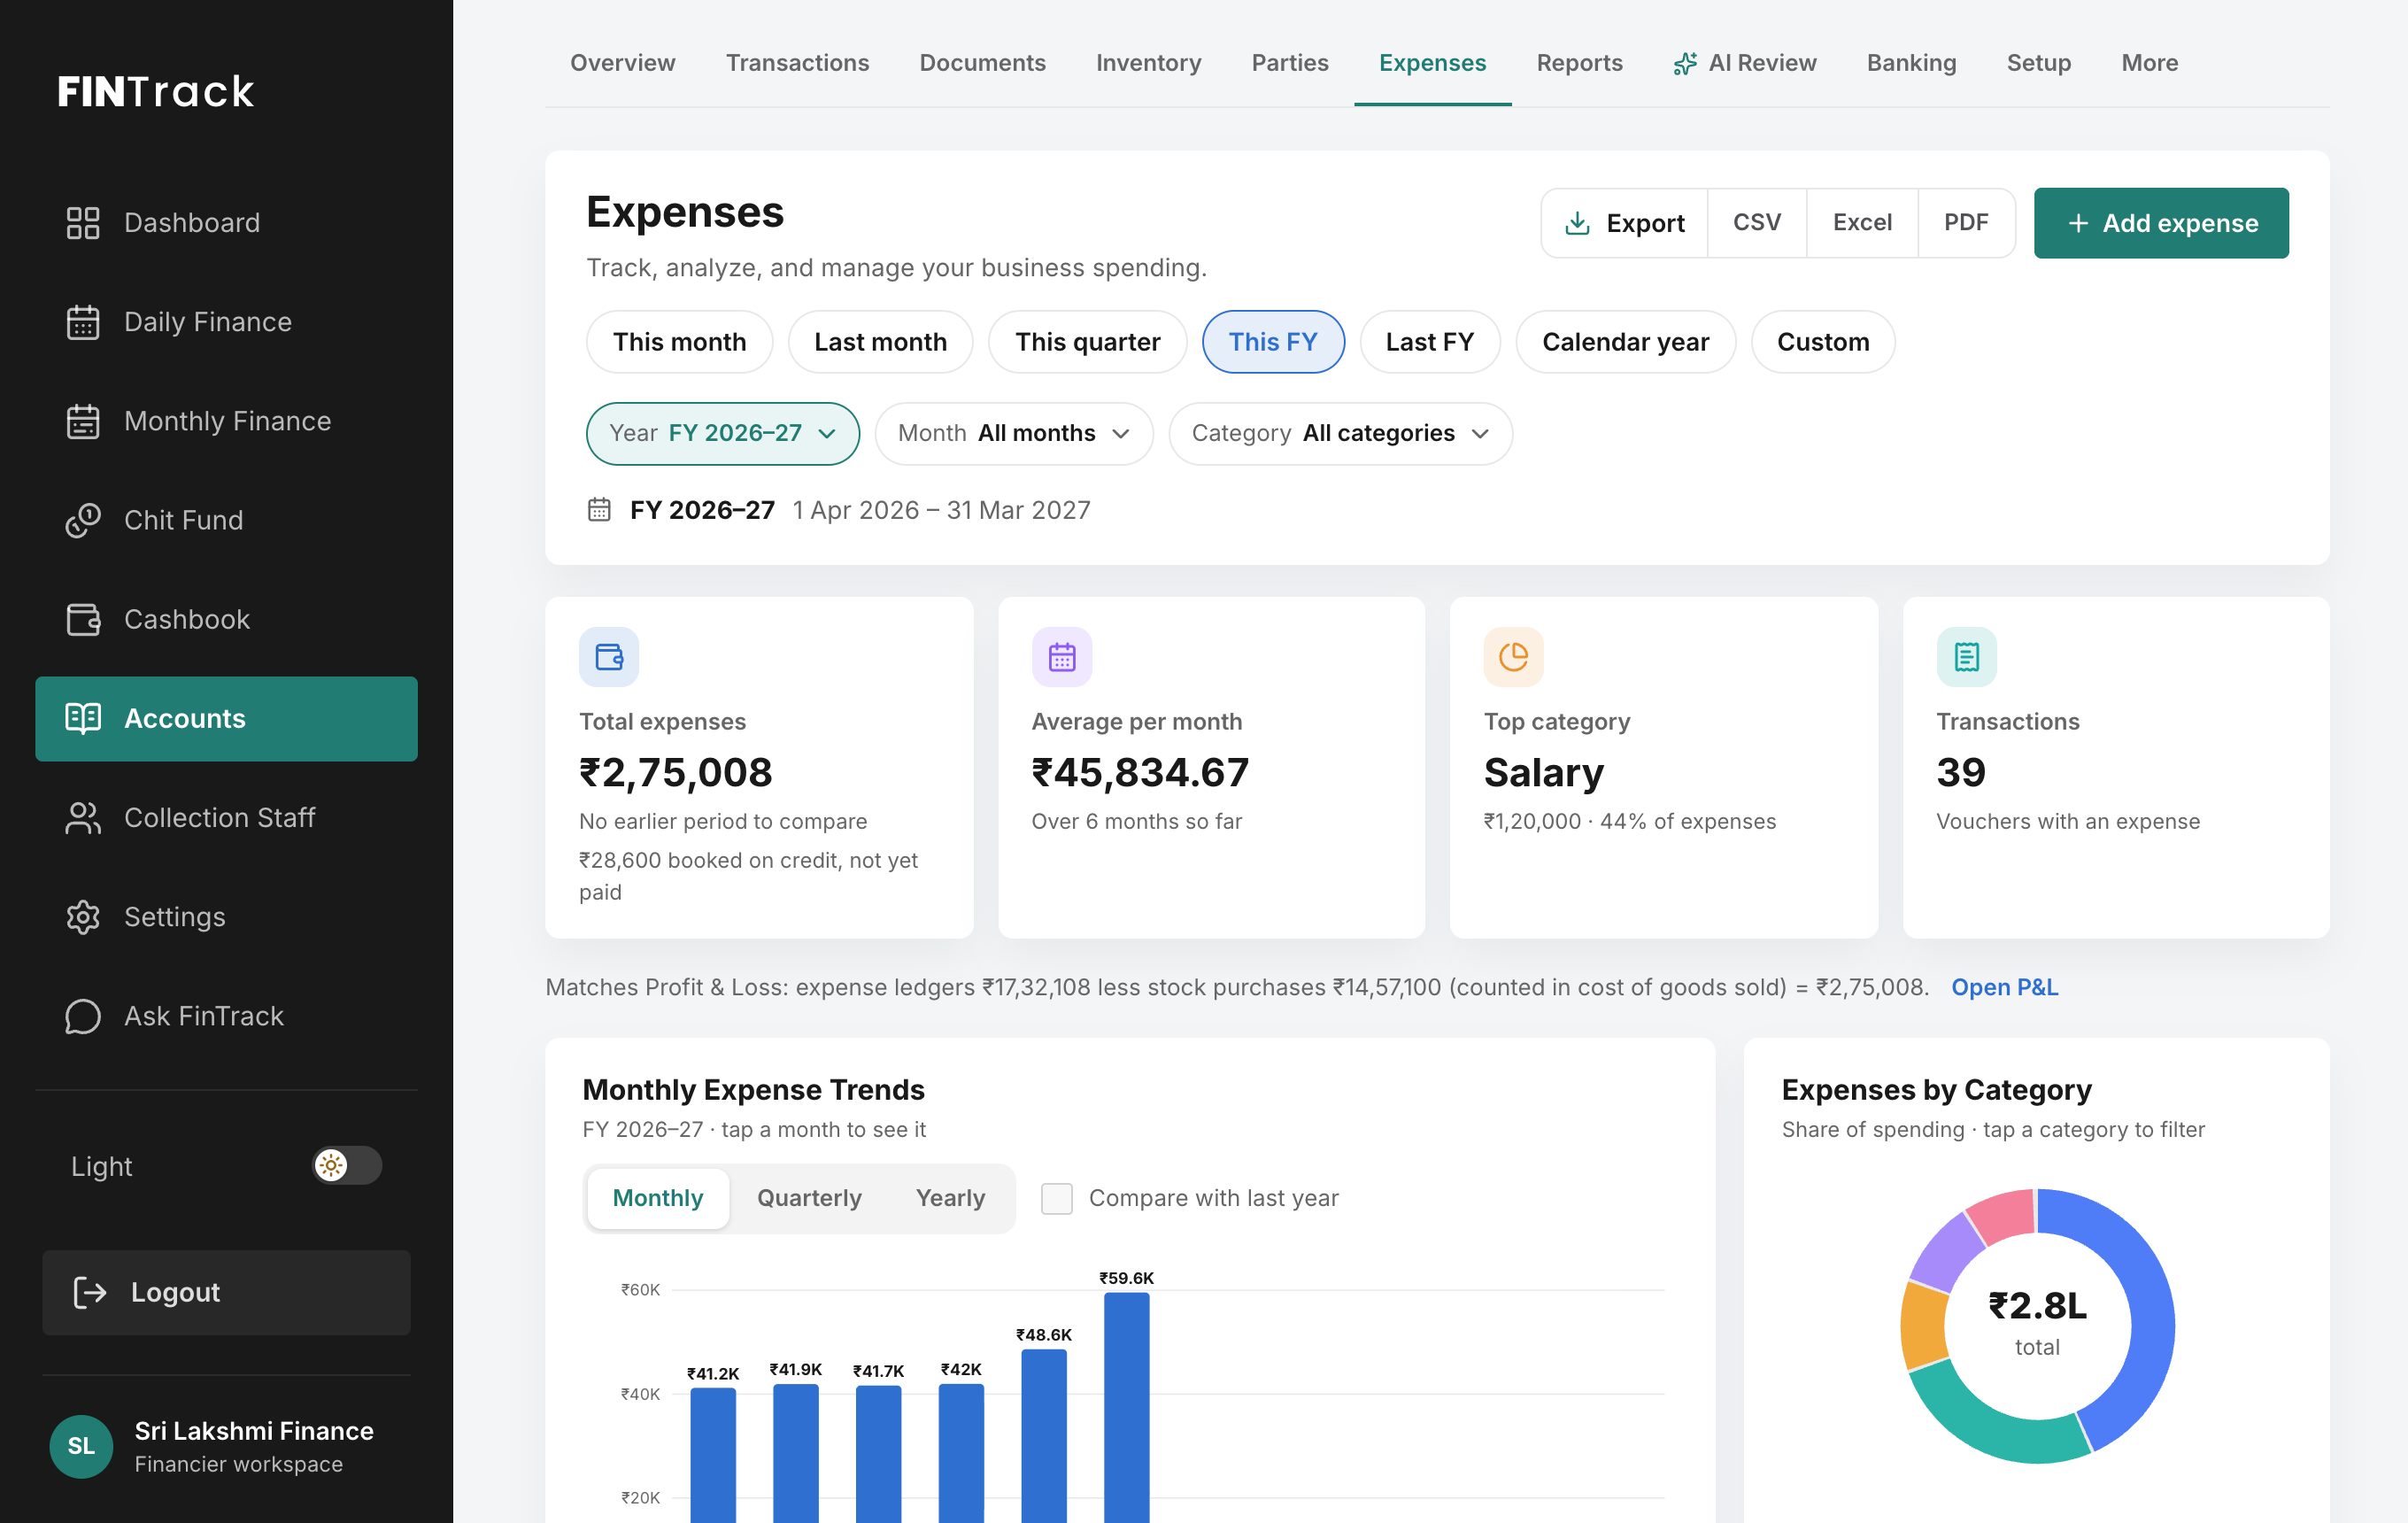 FINTrack
Dashboard
Daily Finance
Monthly Finance
Chit Fund
Cashbook
Accounts
Collection Staff
Settings
Ask FinTrack
Light
Logout
SL
Sri Lakshmi Finance
Financier workspace
Overview
Transactions
Documents
Inventory
Parties
Expenses
Reports
AI Review
Banking
Setup
More
Expenses
Track, analyze, and manage your business spending.
Export
CSV
Excel
PDF
+ Add expense
This month
Last month
This quarter
This FY
Last FY
Calendar year
Custom
Year FY 2026–27
Month All months
Category All categories
FY 2026–27 1 Apr 2026 – 31 Mar 2027
Total expenses
₹2,75,008
No earlier period to compare
₹28,600 booked on credit, not yet
paid
Average per month
₹45,834.67
Over 6 months so far
Top category
Salary
₹1,20,000 · 44% of expenses
Transactions
39
Vouchers with an expense
Matches Profit & Loss: expense ledgers ₹17,32,108 less stock purchases ₹14,57,100 (counted in cost of goods sold) = ₹2,75,008. Open P&L
Monthly Expense Trends
FY 2026–27 · tap a month to see it
Monthly
Quarterly
Yearly
Compare with last year
₹60K
₹40K
₹20K
₹41.2K
₹41.9K
₹41.7K
₹42K
₹48.6K
₹59.6K
Expenses by Category
Share of spending · tap a category to filter
₹2.8L
total